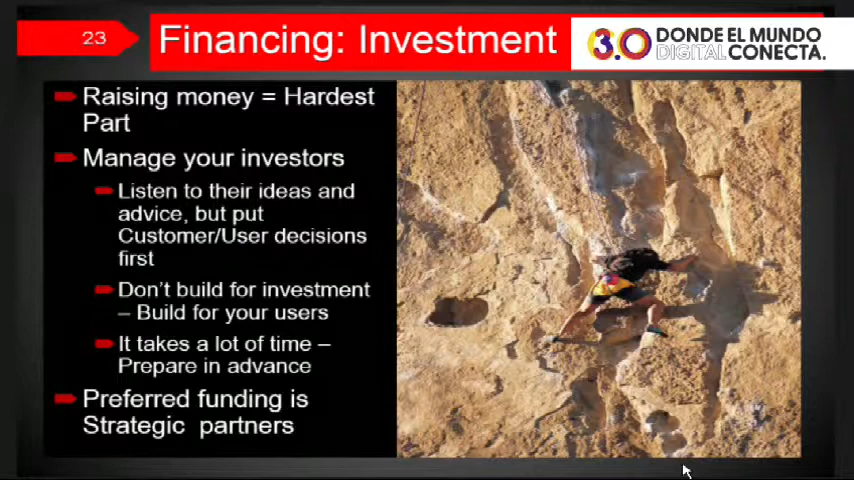 23
Financing: Investment
3.0 DONDE EL MUNDO
DIGITAL CONECTA.
Raising money = Hardest
Part
Manage your investors
Listen to their ideas and
advice, but put
Customer/User decisions
first
Don't build for investment
– Build for your users
It takes a lot of time –
Prepare in advance
Preferred funding is
Strategic partners